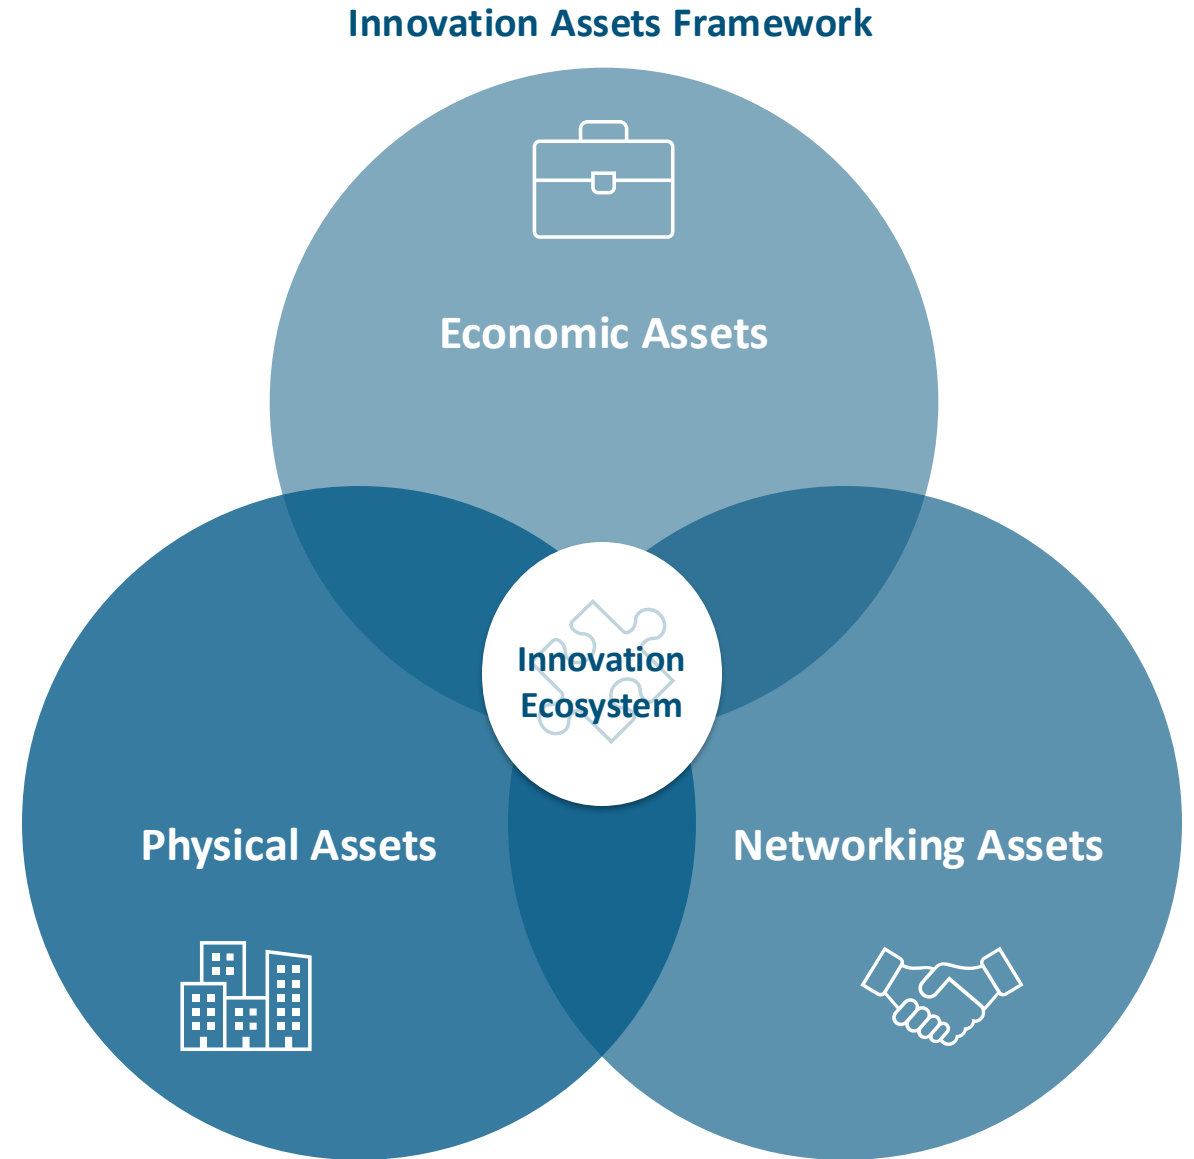 Innovation Assets Framework
Economic Assets
Innovation
Ecosystem
Physical Assets
Networking Assets